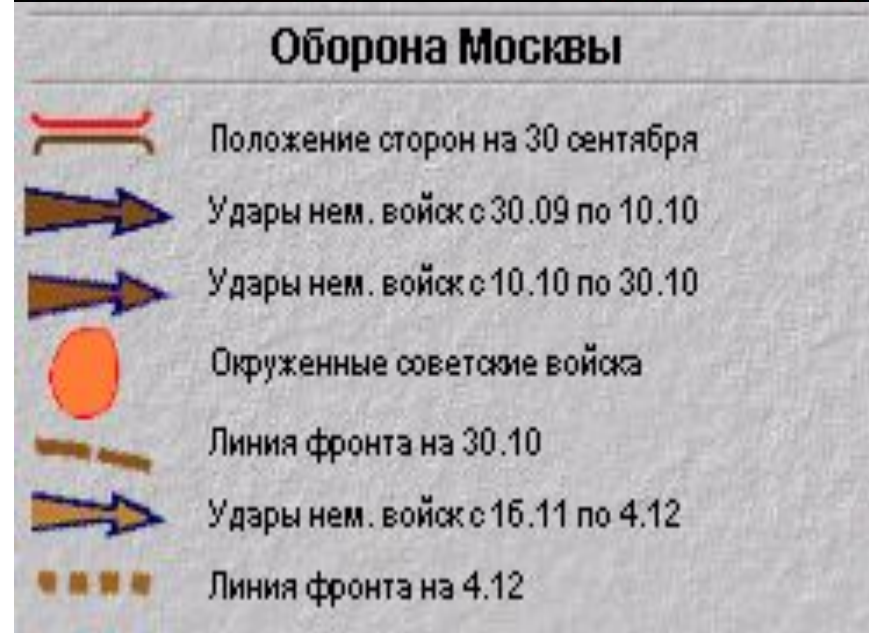 Оборона Москвы
Положение сторон на 30 сентября
Удары нем. войск с 30.09 по 10.10
Удары нем. войск с 10.10 по 30.10
Окруженные советские войска
Линия фронта на 30.10
Удары нем. войск с 16.11 по 4.12
Линия фронта на 4.12